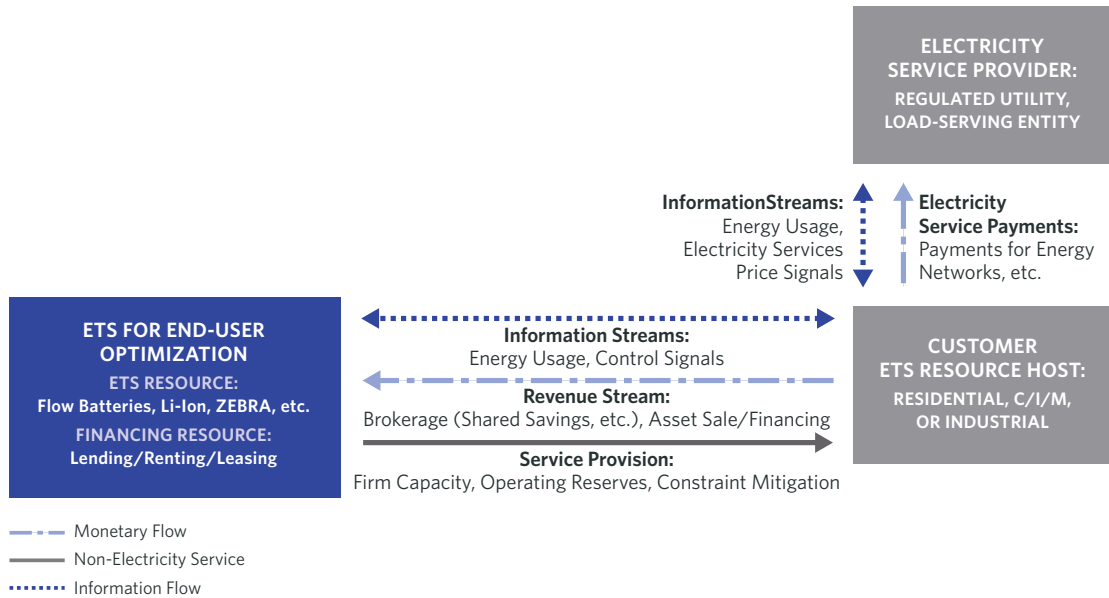 ELECTRICITY
SERVICE PROVIDER:
REGULATED UTILITY,
LOAD-SERVING ENTITY
InformationStreams:
Energy Usage,
Electricity Services
Price Signals
Electricity
Service Payments:
Payments for Energy
Networks, etc.
ETS FOR END-USER
OPTIMIZATION
ETS RESOURCE:
Flow Batteries, Li-Ion, ZEBRA, etc.
FINANCING RESOURCE:
Lending/Renting/Leasing
Information Streams:
Energy Usage, Control Signals
Revenue Stream:
Brokerage (Shared Savings, etc.), Asset Sale/Financing
Service Provision:
Firm Capacity, Operating Reserves, Constraint Mitigation
CUSTOMER
ETS RESOURCE HOST:
RESIDENTIAL, C/I/M,
OR INDUSTRIAL
Monetary Flow
Non-Electricity Service
Information Flow